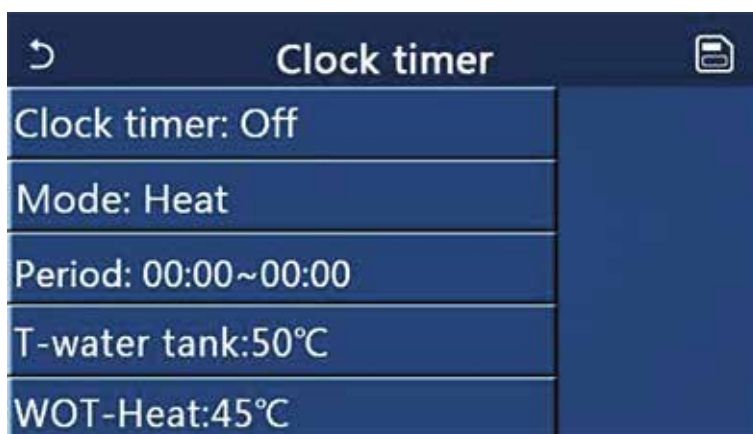 Clock timer
Clock timer: Off
Mode: Heat
Period: 00:00~00:00
T-water tank:50℃
WOT-Heat:45℃